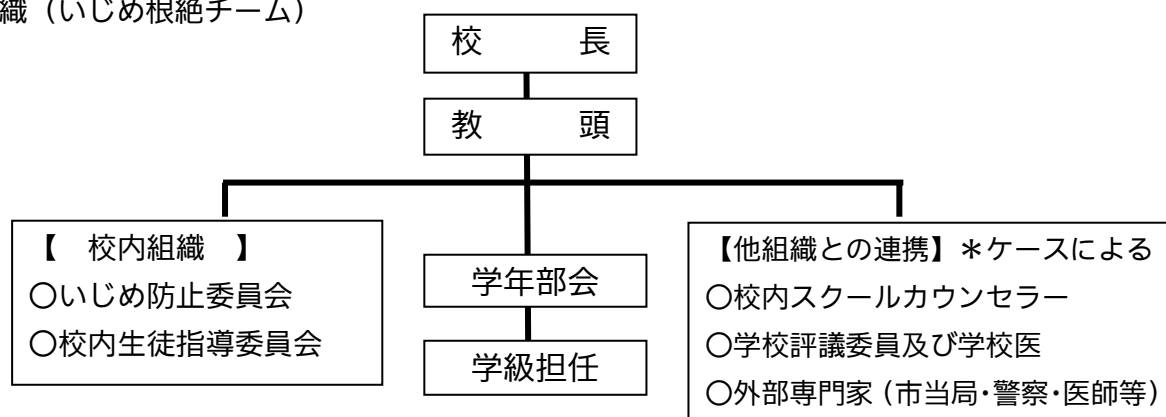 織（いじめ根絶チーム）
校　　　長
教　　　頭
【　校内組織　】
〇いじめ防止委員会
〇校内生徒指導委員会
学年部会
学級担任
【他組織との連携】＊ケースによる
〇校内スクールカウンセラー
〇学校評議委員及び学校医
〇外部専門家（市当局・警察・医師等）